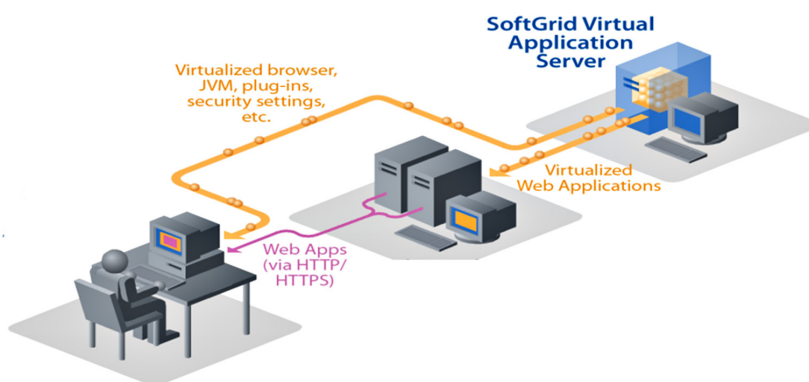 SoftGrid Virtual
Application
Server
Virtualized browser,
JVM, plug-ins,
security settings,
etc.
Virtualized
Web Applications
Web Apps
(via HTTP/
HTTPS)